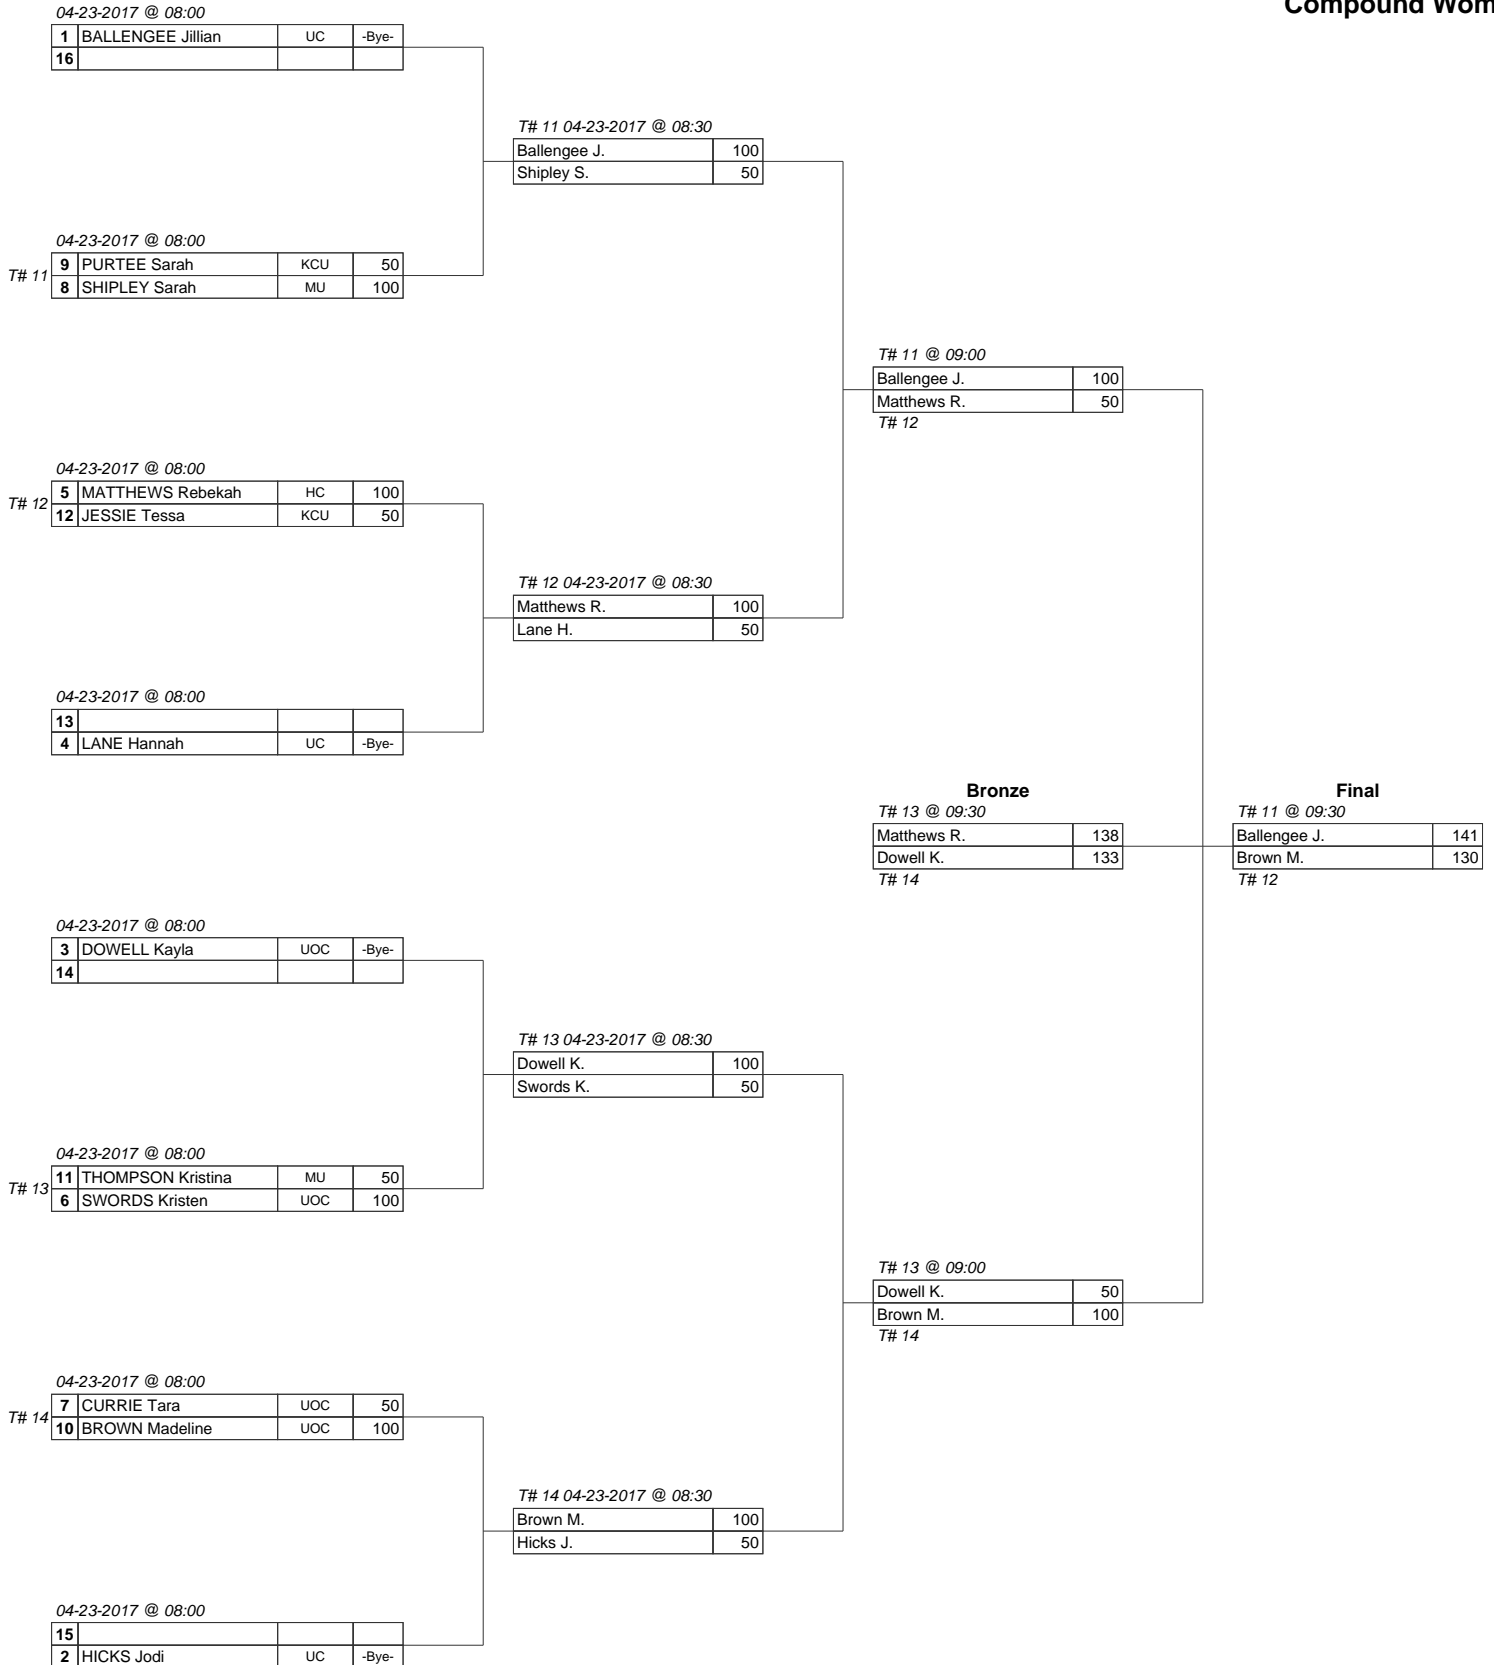 Compound Wom
04-23-2017 @ 08:00
1 BALLENGEE Jillian UC -Bye-
16
T# 11 04-23-2017 @ 08:30
Ballengee J. 100
Shipley S. 50
04-23-2017 @ 08:00
T# 11
9 PURTEE Sarah KCU 50
8 SHIPLEY Sarah MU 100
T# 11 @ 09:00
Ballengee J. 100
Matthews R. 50
T# 12
04-23-2017 @ 08:00
T# 12
5 MATTHEWS Rebekah HC 100
12 JESSIE Tessa KCU 50
T# 12 04-23-2017 @ 08:30
Matthews R. 100
Lane H. 50
04-23-2017 @ 08:00
13
4 LANE Hannah UC -Bye-
Bronze
T# 13 @ 09:30
Matthews R. 138
Dowell K. 133
T# 14
Final
T# 11 @ 09:30
Ballengee J. 141
Brown M. 130
T# 12
04-23-2017 @ 08:00
3 DOWELL Kayla UOC -Bye-
14
T# 13 04-23-2017 @ 08:30
Dowell K. 100
Swords K. 50
04-23-2017 @ 08:00
T# 13
11 THOMPSON Kristina MU 50
6 SWORDS Kristen UOC 100
T# 13 @ 09:00
Dowell K. 50
Brown M. 100
T# 14
04-23-2017 @ 08:00
T# 14
7 CURRIE Tara UOC 50
10 BROWN Madeline UOC 100
T# 14 04-23-2017 @ 08:30
Brown M. 100
Hicks J. 50
04-23-2017 @ 08:00
15
2 HICKS Jodi UC -Bye-